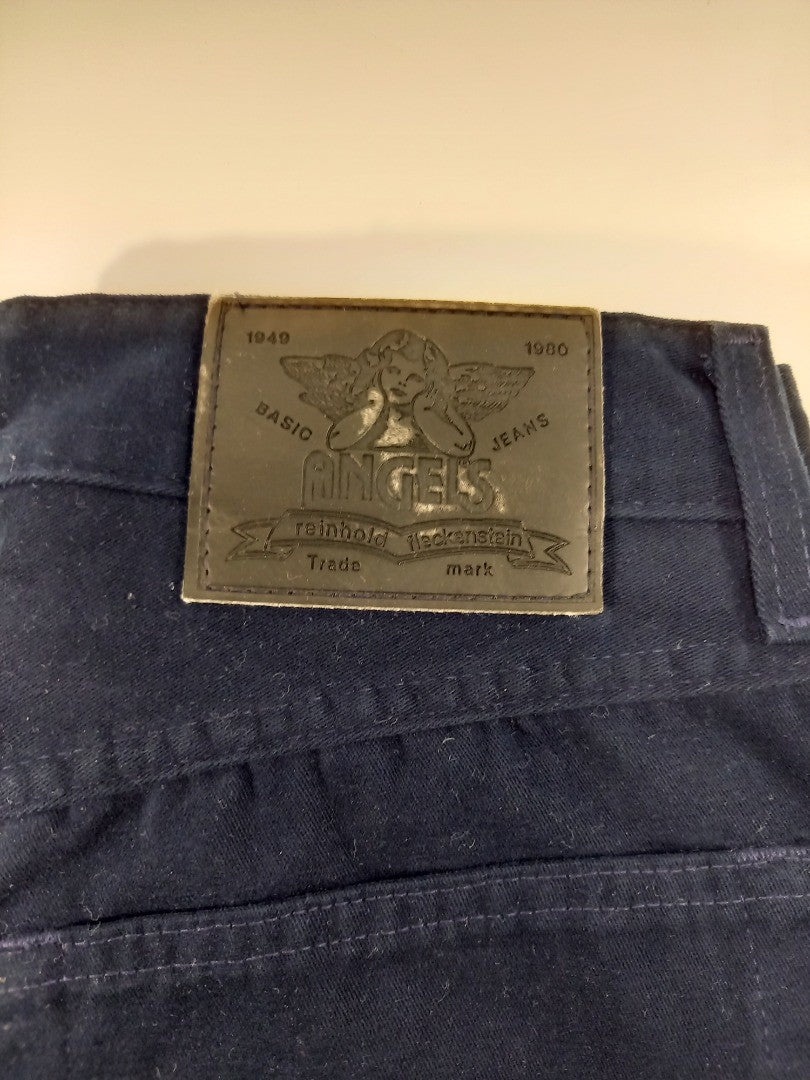 1949 1980
BASIC JEANS
ANGELS
reinhold fleckenstein
Trade mark